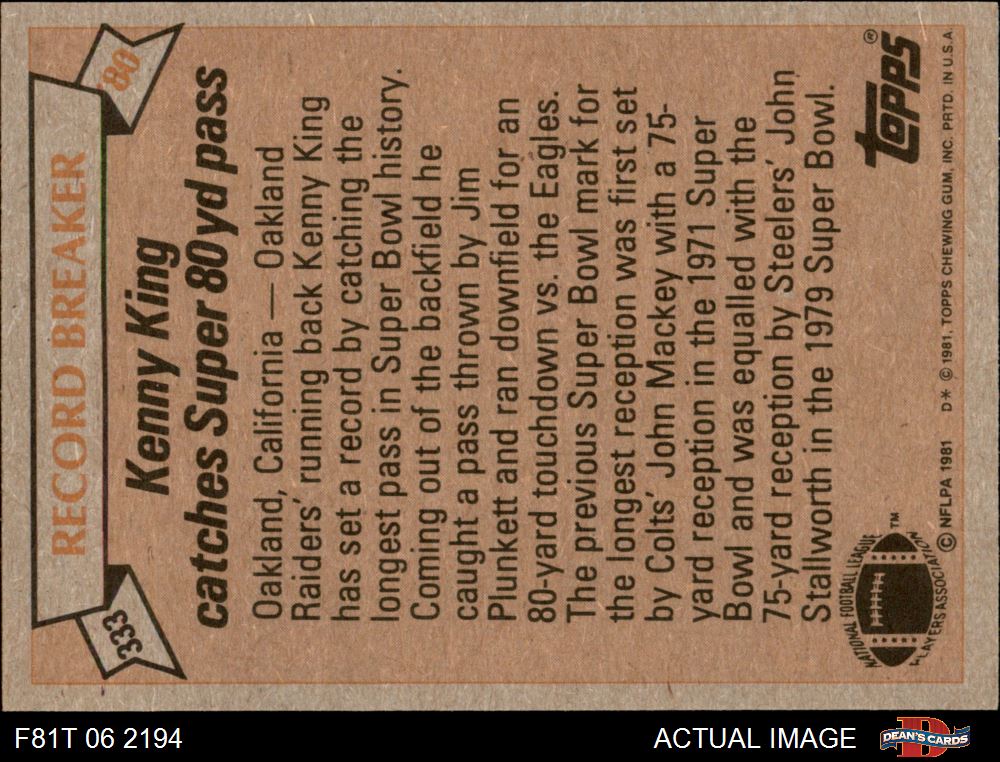 333
RECORD BREAKER
'80
Kenny King
catches Super 80 yd pass
Oakland, California — Oakland
Raiders' running back Kenny King
has set a record by catching the
longest pass in Super Bowl history.
Coming out of the backfield he
caught a pass thrown by Jim
Plunkett and ran downfield for an
80-yard touchdown vs. the Eagles.
The previous Super Bowl mark for
the longest reception was first set
by Colts' John Mackey with a 75-
yard reception in the 1971 Super
Bowl and was equalled with the
75-yard reception by Steelers' John
Stallworth in the 1979 Super Bowl.
NATIONAL FOOTBALL LEAGUE
PLAYERS ASSOCIATION
TM
topps®
© NFLPA 1981 D* © 1981, TOPPS CHEWING GUM, INC. PRTD. IN U.S.A.
F81T 06 2194
ACTUAL IMAGE
D
DEAN'S CARDS